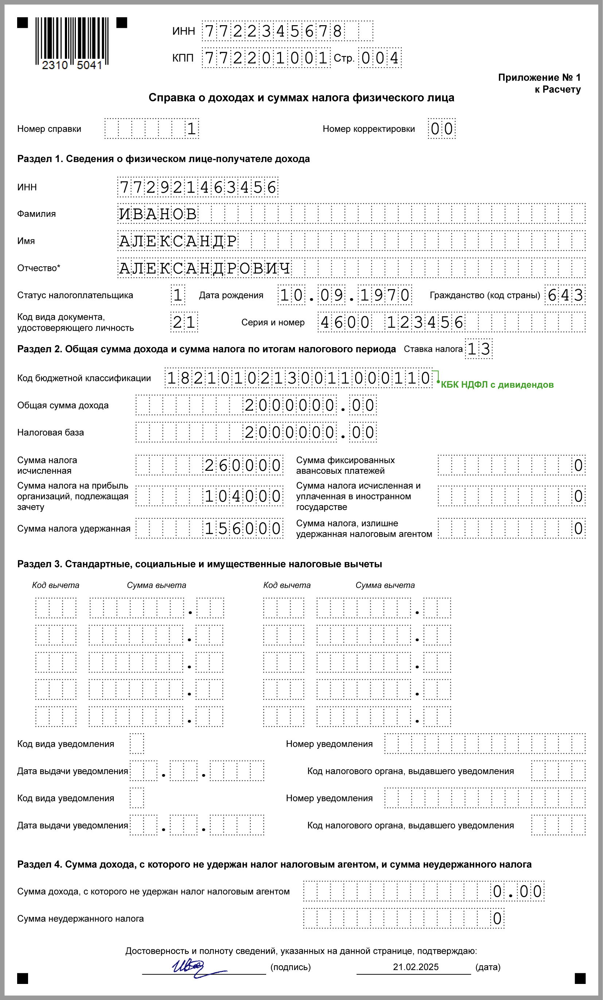 ИНН 7722345678
КПП 772201001 Стр. 004
2310 5041
Приложение № 1
к Расчету
Справка о доходах и суммах налога физического лица
Номер справки 1 Номер корректировки 00
Раздел 1. Сведения о физическом лице-получателе дохода
ИНН 772921463456
Фамилия ИВАНОВ
Имя АЛЕКСАНДР
Отчество* АЛЕКСАНДРОВИЧ
Статус налогоплательщика 1 Дата рождения 10.09.1970 Гражданство (код страны) 643
Код вида документа,
удостоверяющего личность 21 Серия и номер 4600 123456
Раздел 2. Общая сумма дохода и сумма налога по итогам налогового периода Ставка налога 13
Код бюджетной классификации 18210102130011000110
КБК НДФЛ с дивидендов
Общая сумма дохода 2000000.00
Налоговая база 2000000.00
Сумма налога
исчисленная 260000
Сумма фиксированных
авансовых платежей 0
Сумма налога на прибыль
организаций, подлежащая
зачету 104000
Сумма налога исчисленная и
уплаченная в иностранном
государстве 0
Сумма налога удержанная 156000
Сумма налога, излишне
удержанная налоговым агентом 0
Раздел 3. Стандартные, социальные и имущественные налоговые вычеты
Код вычета Сумма вычета Код вычета Сумма вычета
Код вида уведомления Номер уведомления
Дата выдачи уведомления Код налогового органа, выдавшего уведомления
Код вида уведомления Номер уведомления
Дата выдачи уведомления Код налогового органа, выдавшего уведомления
Раздел 4. Сумма дохода, с которого не удержан налог налоговым агентом, и сумма неудержанного налога
Сумма дохода, с которого не удержан налог налоговым агентом 0.00
Сумма неудержанного налога 0
Достоверность и полноту сведений, указанных на данной странице, подтверждаю:
(подпись) 21.02.2025 (дата)